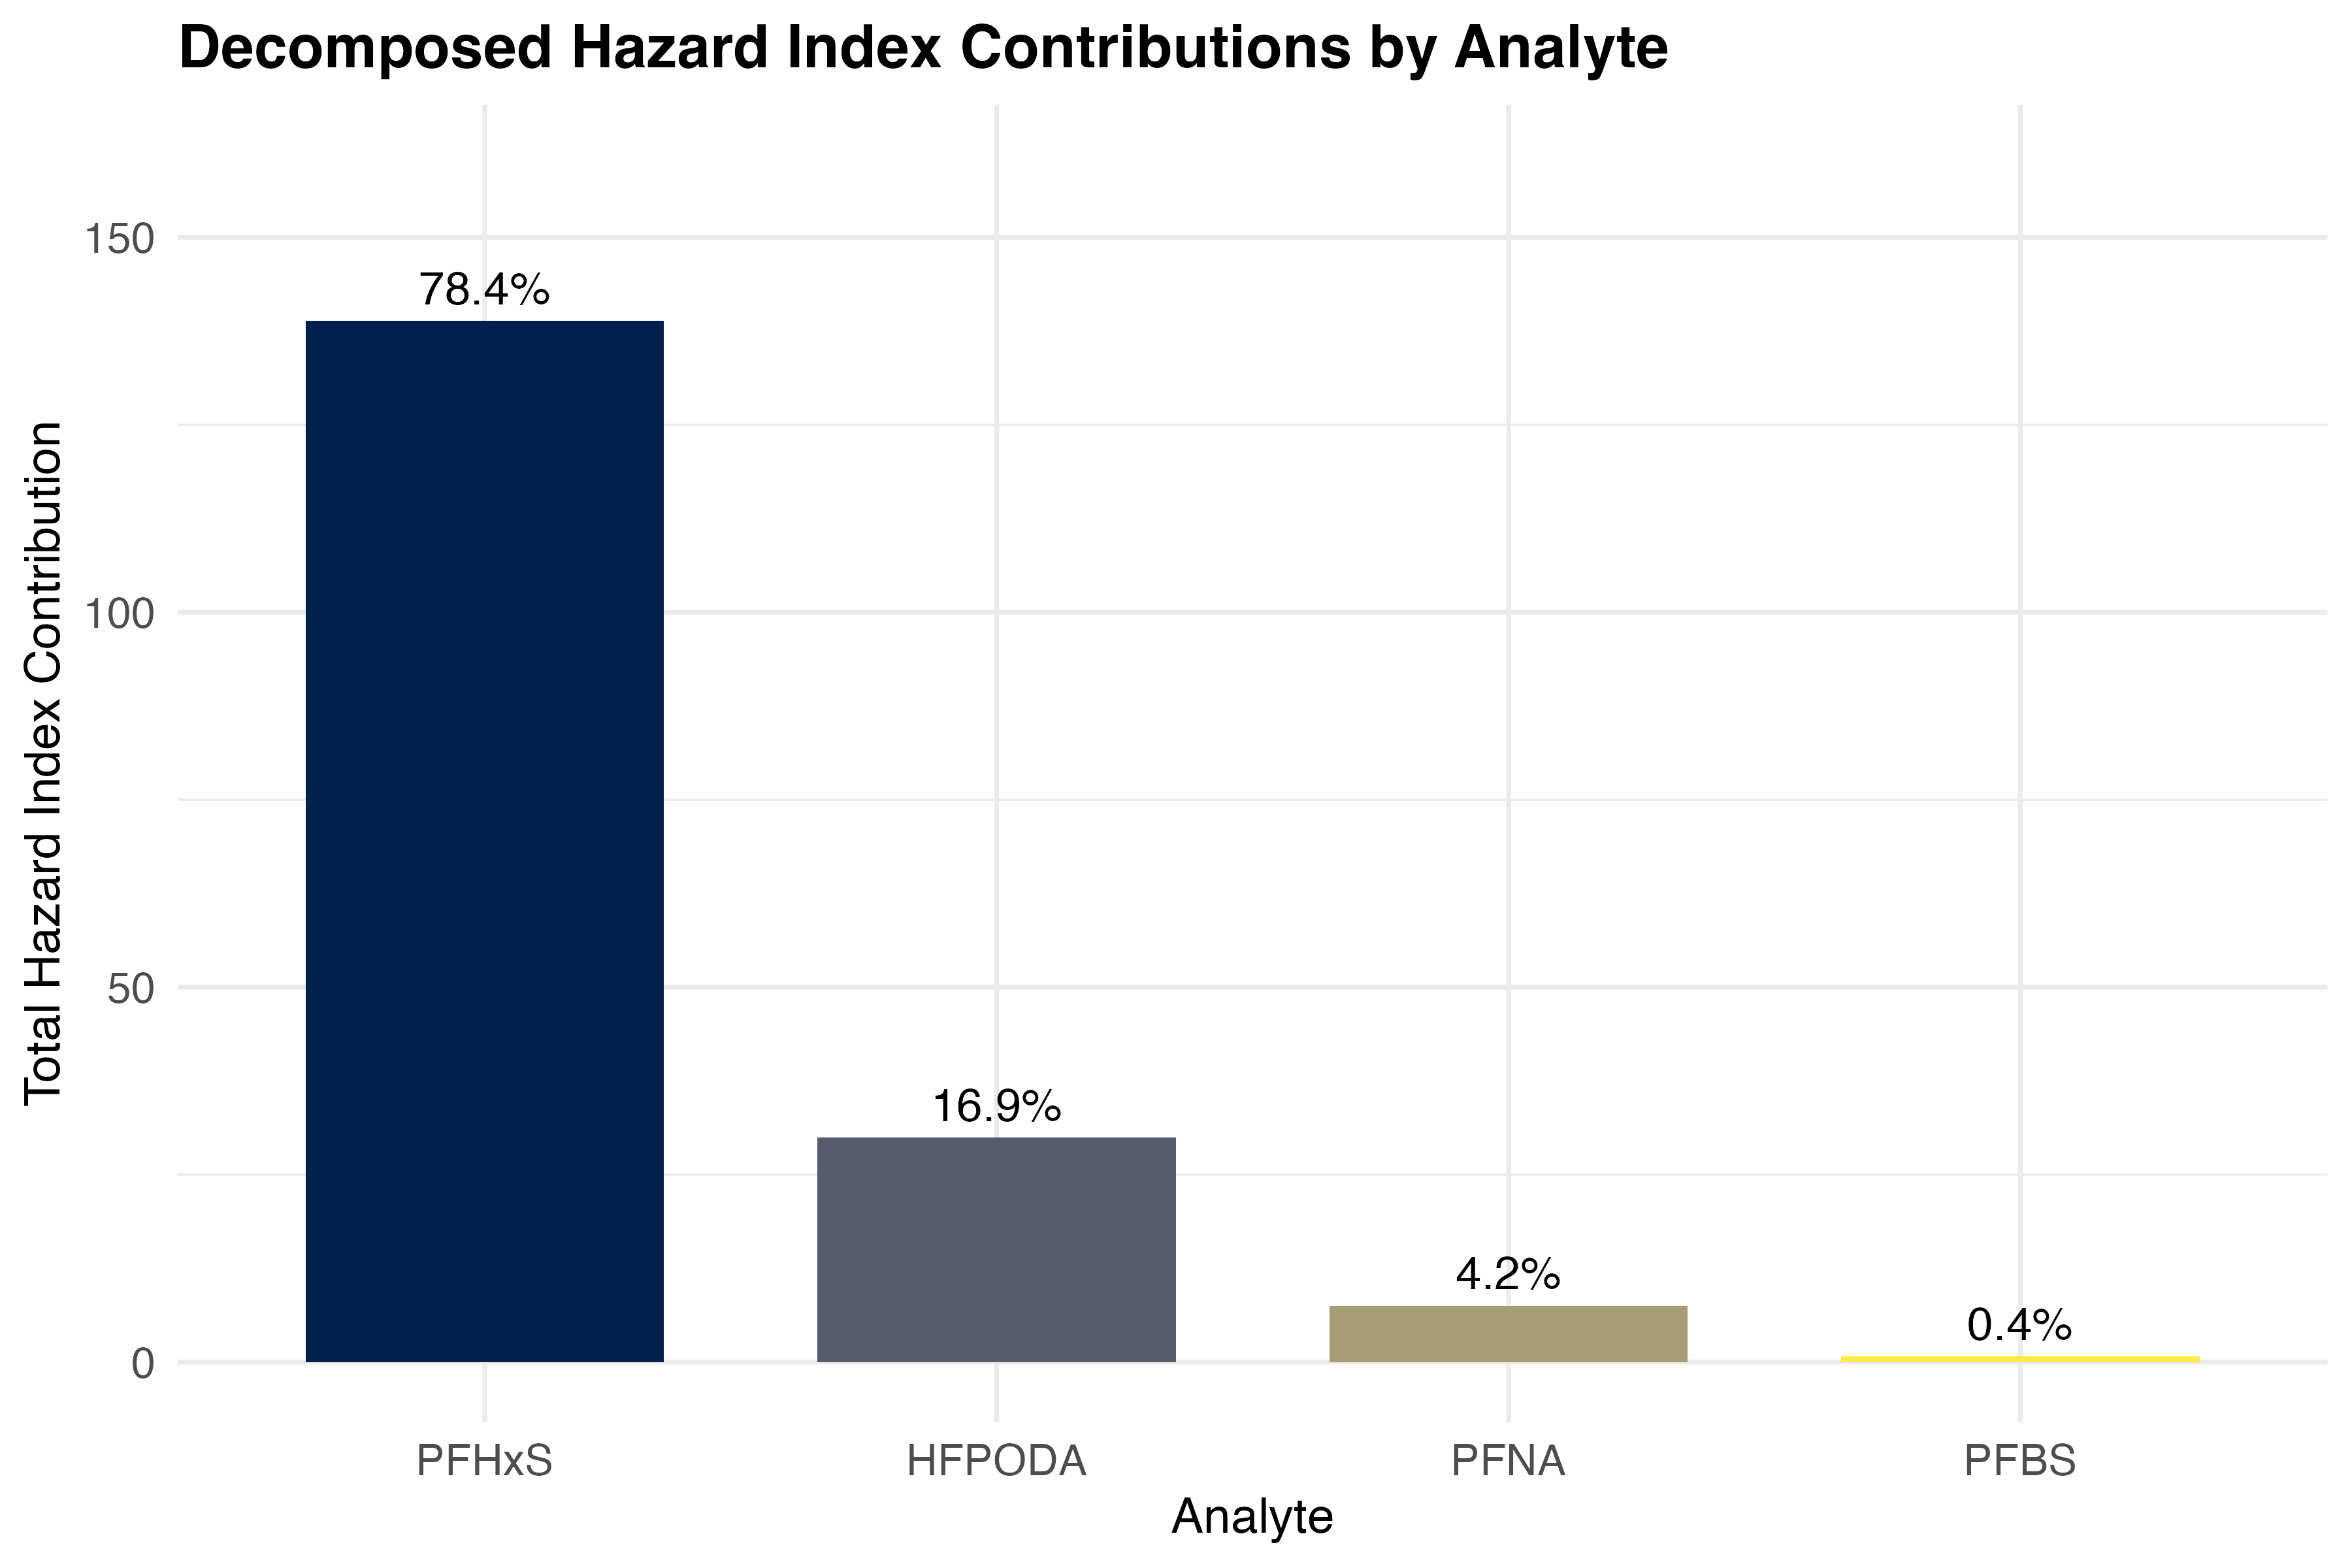 Decomposed Hazard Index Contributions by Analyte
Total Hazard Index Contribution
150
100
50
0
78.4%
16.9%
4.2%
0.4%
PFHxS
HFPODA
PFNA
PFBS
Analyte